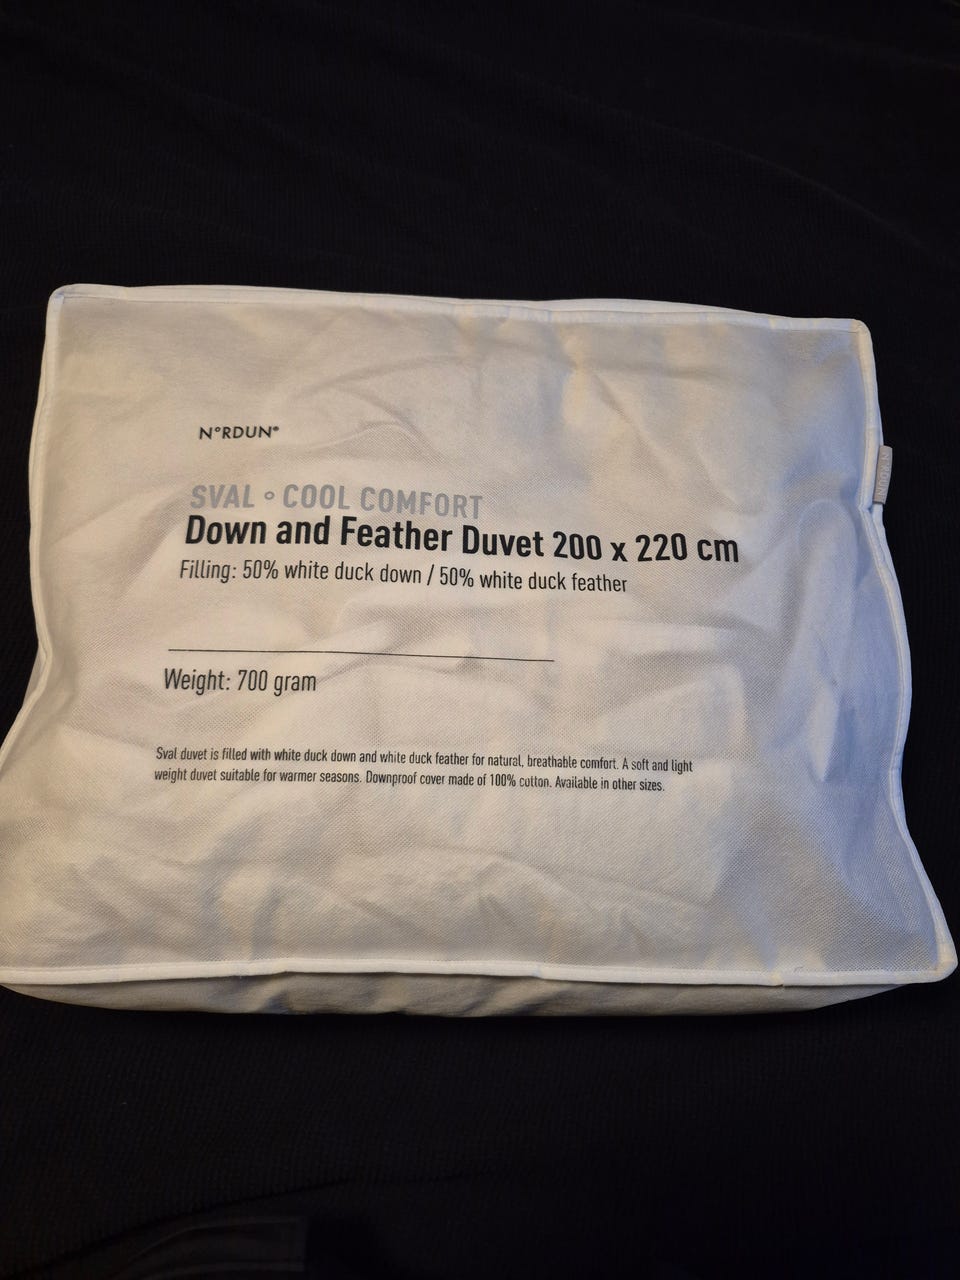 N°RDUN®
SVAL ° COOL COMFORT
Down and Feather Duvet 200 x 220 cm
Filling: 50% white duck down / 50% white duck feather
Weight: 700 gram
Sval duvet is filled with white duck down and white duck feather for natural, breathable comfort. A soft and light
weight duvet suitable for warmer seasons. Downproof cover made of 100% cotton. Available in other sizes.
N°RDUN